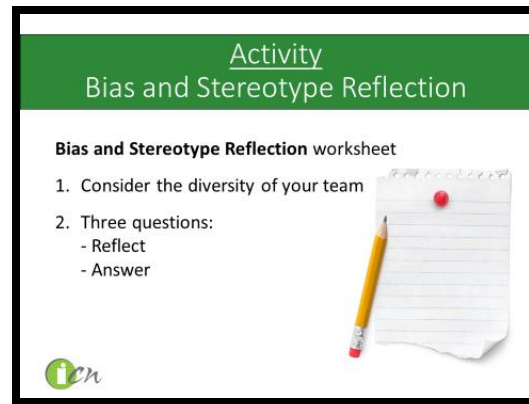 Activity
Bias and Stereotype Reflection
Bias and Stereotype Reflection worksheet
1. Consider the diversity of your team
2. Three questions:
- Reflect
- Answer
icn